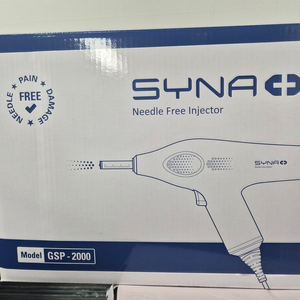 NEEDLE • PAIN • DAMAGE
FREE
SYNA
Needle Free Injector
SYNA
Model GSP-2000